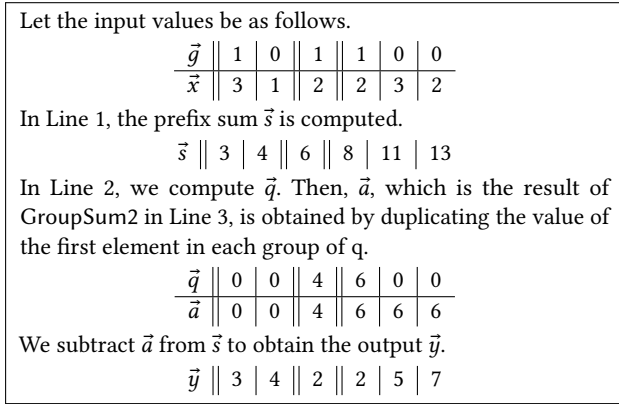 Let the input values be as follows.
g⃗ || 1 | 0 || 1 || 1 | 0 | 0
x⃗ || 3 | 1 || 2 || 2 | 3 | 2
In Line 1, the prefix sum s⃗ is computed.
s⃗ || 3 | 4 || 6 || 8 | 11 | 13
In Line 2, we compute q⃗. Then, a⃗, which is the result of
GroupSum2 in Line 3, is obtained by duplicating the value of
the first element in each group of q.
q⃗ || 0 | 0 || 4 || 6 | 0 | 0
a⃗ || 0 | 0 || 4 || 6 | 6 | 6
We subtract a⃗ from s⃗ to obtain the output y⃗.
y⃗ || 3 | 4 || 2 || 2 | 5 | 7